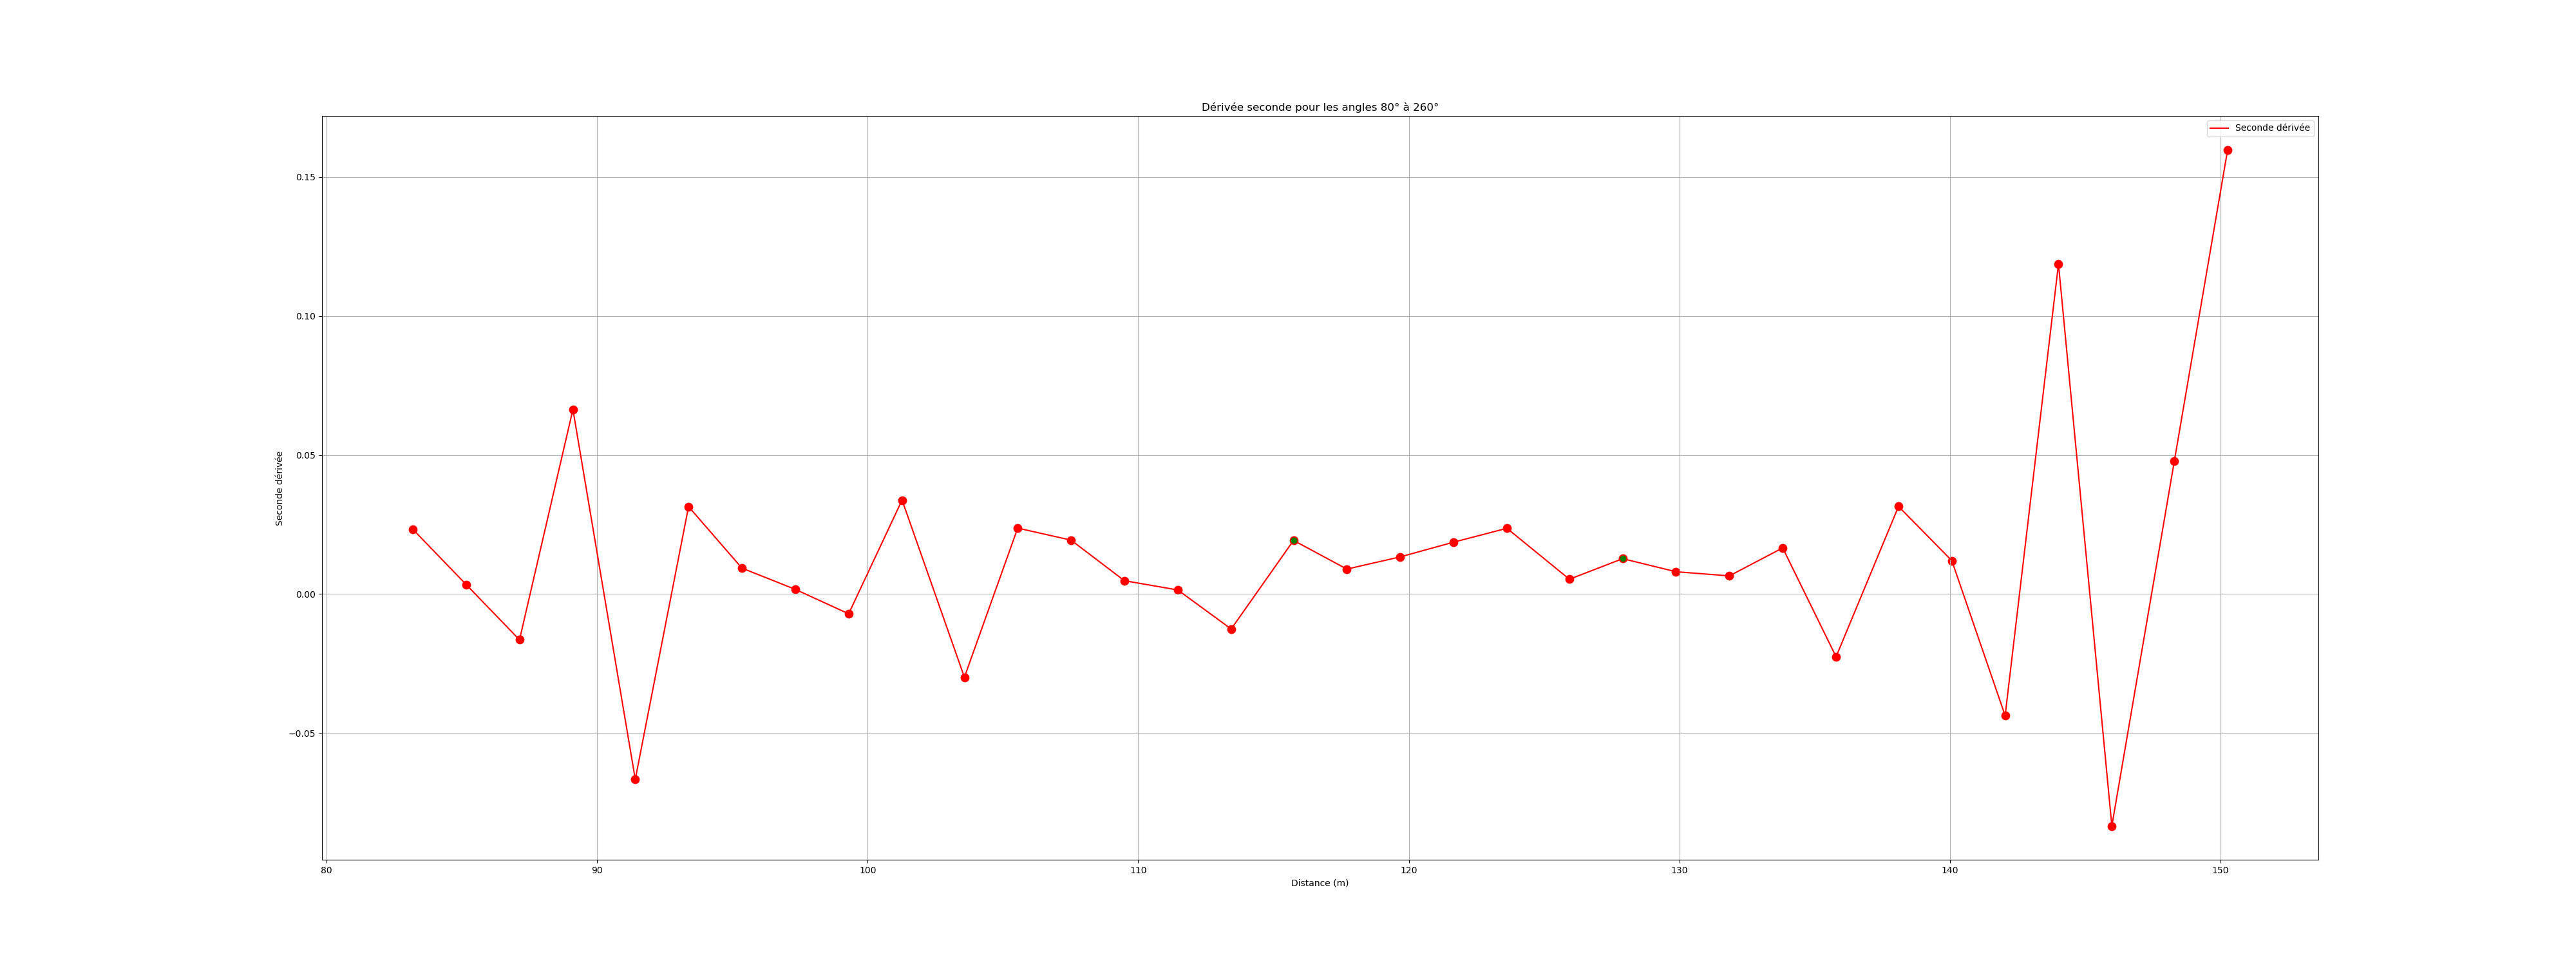 Dérivée seconde pour les angles 80° à 260°
Seconde dérivée
0.15
0.10
0.05
0.00
−0.05
Seconde dérivée
80 90 100 110 120 130 140 150
Distance (m)